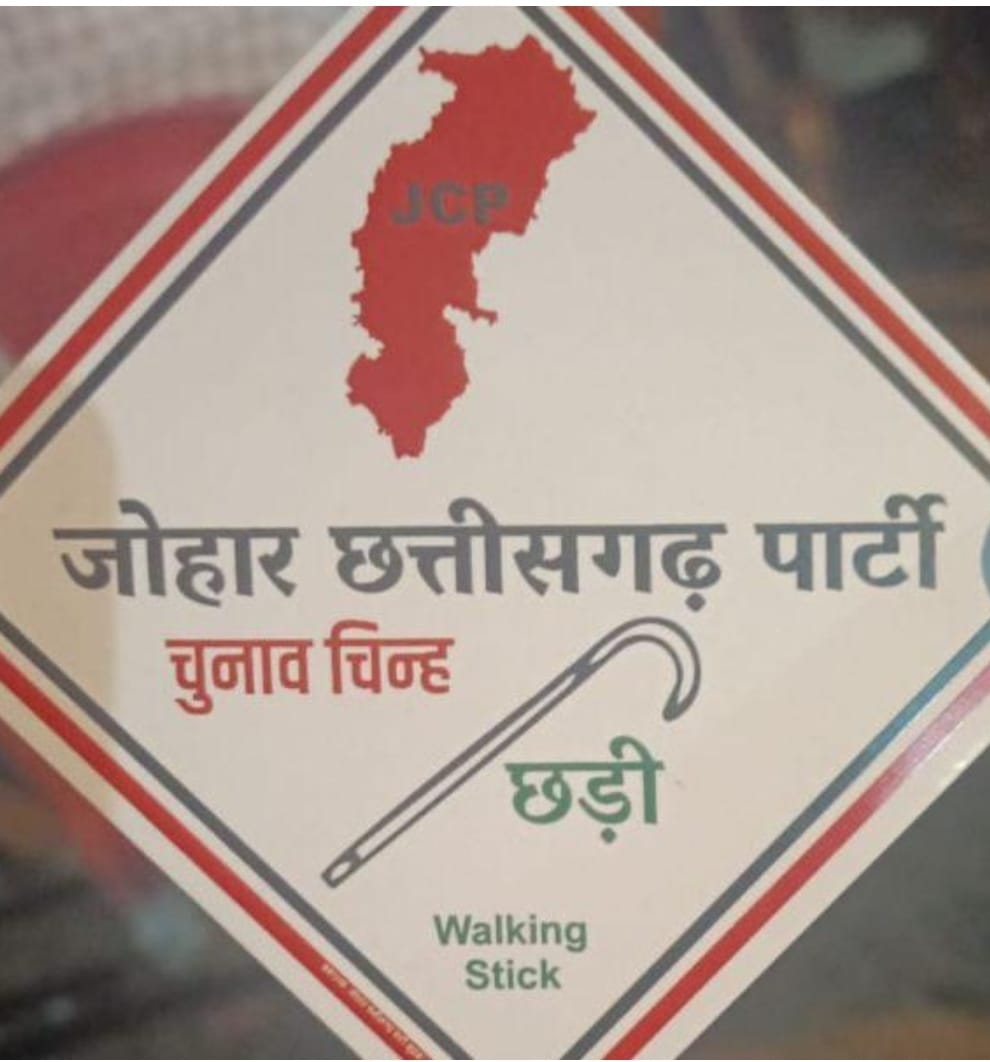 JCP
जोहार छत्तीसगढ़ पार्टी
चुनाव चिन्ह
छड़ी
Walking
Stick